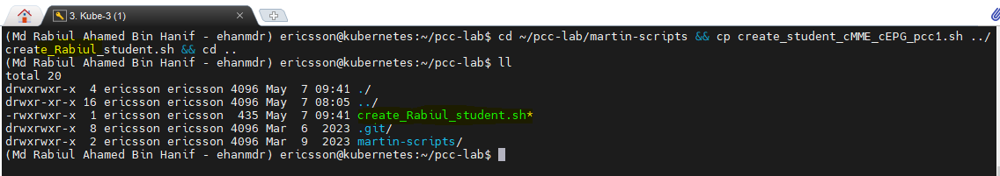 3. Kube-3 (1)
(Md Rabiul Ahamed Bin Hanif - ehanmdr) ericsson@kubernetes:~/pcc-lab$ cd ~/pcc-lab/martin-scripts && cp create_student_cMME_cEPG_pcc1.sh ../
create_Rabiul_student.sh && cd ..
(Md Rabiul Ahamed Bin Hanif - ehanmdr) ericsson@kubernetes:~/pcc-lab$ ll
total 20
drwxrwxr-x  4 ericsson ericsson 4096 May  7 09:41 ./
drwxr-xr-x 16 ericsson ericsson 4096 May  7 08:05 ../
-rwxrwxr-x  1 ericsson ericsson  435 May  7 09:41 create_Rabiul_student.sh*
drwxrwxr-x  8 ericsson ericsson 4096 Mar  6  2023 .git/
drwxrwxr-x  2 ericsson ericsson 4096 Mar  9  2023 martin-scripts/
(Md Rabiul Ahamed Bin Hanif - ehanmdr) ericsson@kubernetes:~/pcc-lab$